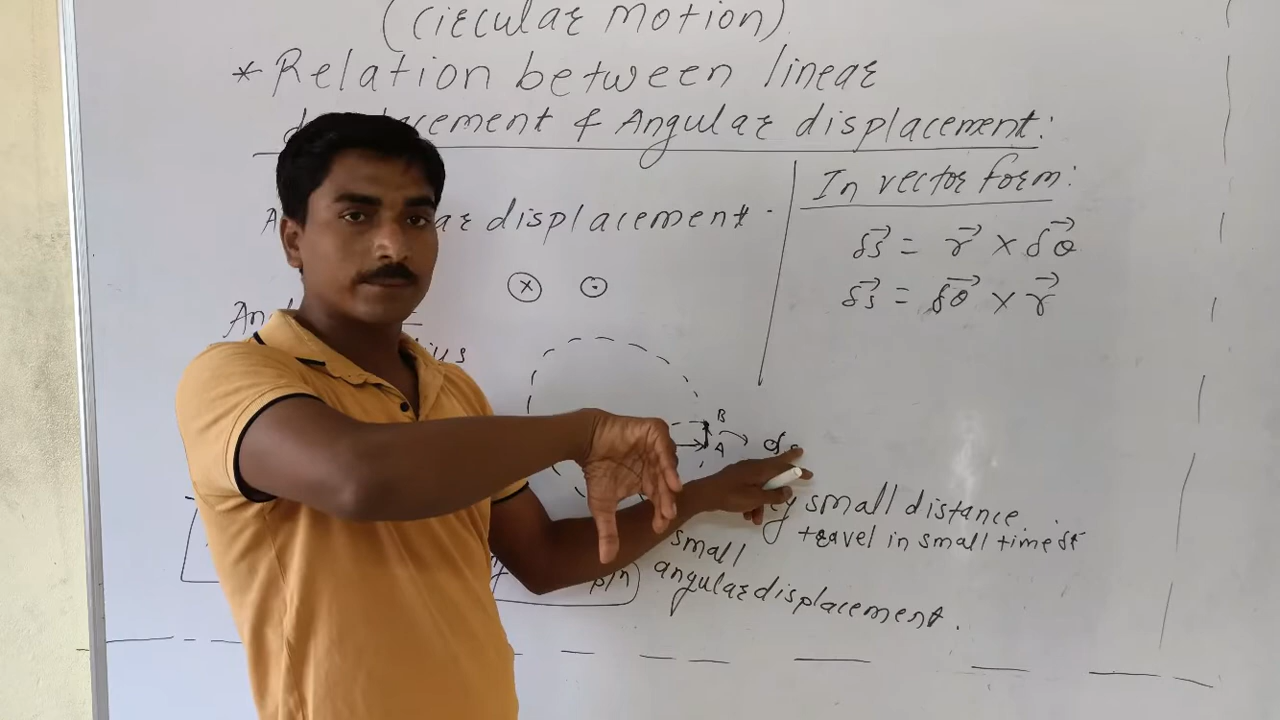 (Circular motion)
* Relation between linear
displacement & Angular displacement:
displacement.
In vector form:
δs⃗ = r⃗ × δθ⃗
δs⃗ = δθ⃗ × r⃗
B
A
small distance
travel in small time δt
small
angular displacement.